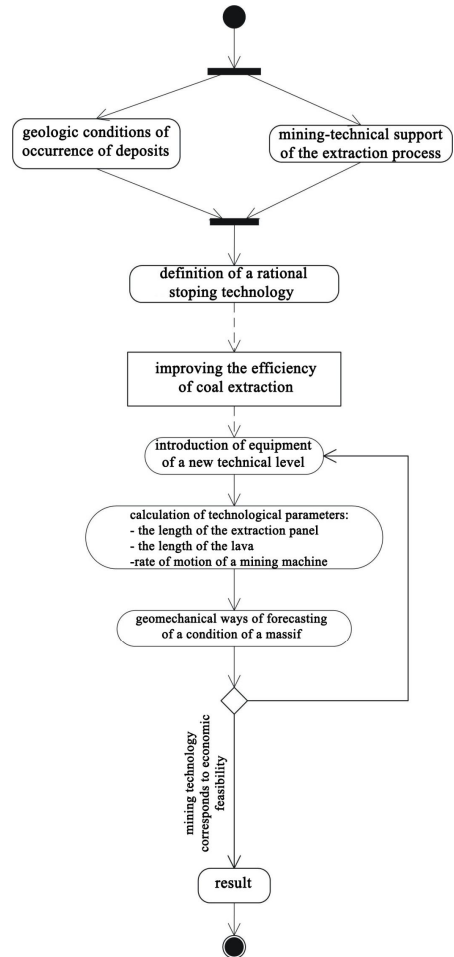 geologic conditions of
occurrence of deposits
mining-technical support
of the extraction process
definition of a rational
stoping technology
improving the efficiency
of coal extraction
introduction of equipment
of a new technical level
calculation of technological parameters:
- the length of the extraction panel
- the length of the lava
-rate of motion of a mining machine
geomechanical ways of forecasting
of a condition of a massif
mining technology
corresponds to economic
feasibility
result